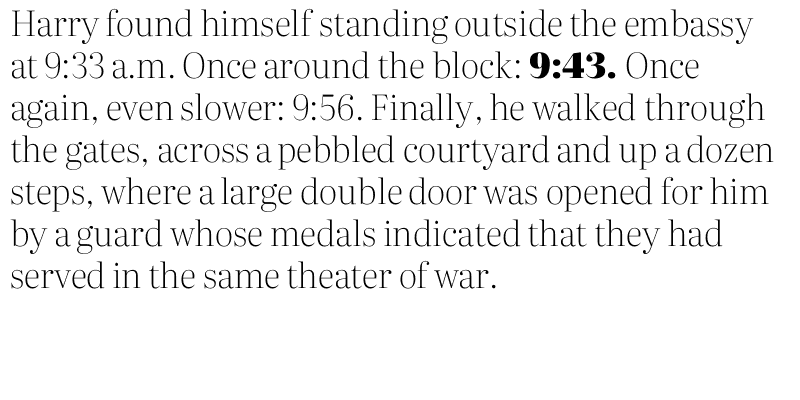 Harry found himself standing outside the embassy
at 9:33 a.m. Once around the block: 9:43. Once
again, even slower: 9:56. Finally, he walked through
the gates, across a pebbled courtyard and up a dozen
steps, where a large double door was opened for him
by a guard whose medals indicated that they had
served in the same theater of war.